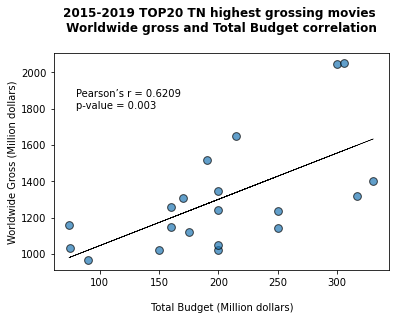 2015-2019 TOP20 TN highest grossing movies
Worldwide gross and Total Budget correlation
Pearson’s r = 0.6209
p-value = 0.003
Worldwide Gross (Million dollars)
2000
1800
1600
1400
1200
1000
100
150
200
250
300
Total Budget (Million dollars)